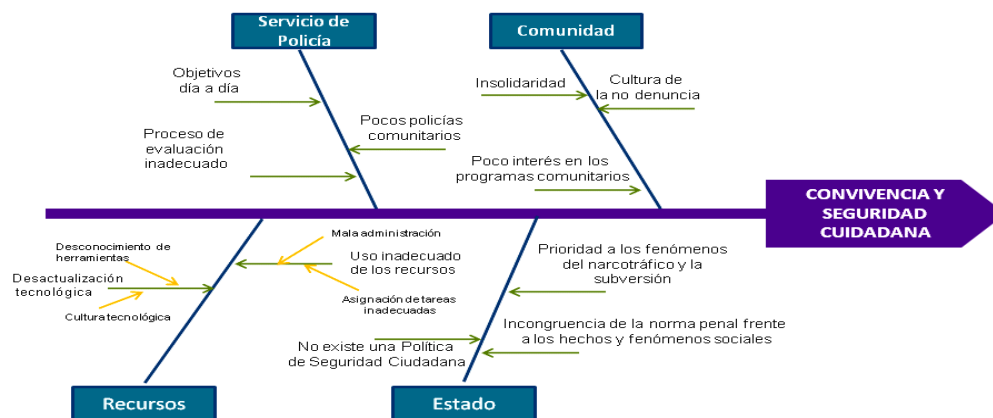 Servicio de
Policía
Comunidad
Objetivos
día a día
Insolidaridad
Cultura de
la no denuncia
Pocos policías
comunitarios
Proceso de
evaluación
inadecuado
Poco interés en los
programas comunitarios
CONVIVENCIA Y
SEGURIDAD
CUIDADANA
Mala administración
Desconocimiento de
herramientas
Uso inadecuado
de los recursos
Prioridad a los fenómenos
del narcotráfico y la
subversión
Desactualización
tecnológica
Asignación de tareas
inadecuadas
Cultura tecnológica
Incongruencia de la norma penal frente
a los hechos y fenómenos sociales
No existe una Política
de Seguridad Ciudadana
Recursos
Estado